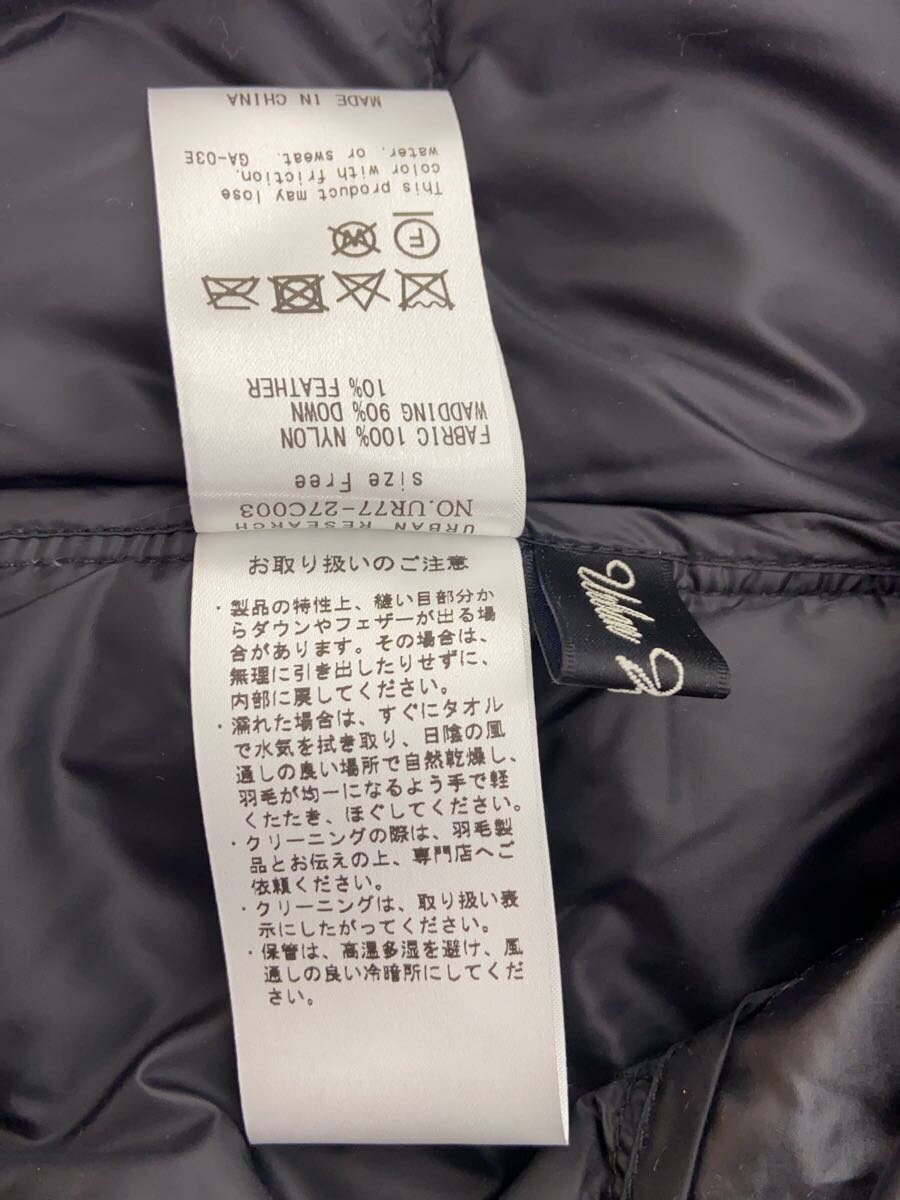 URBAN RESEARCH
NO.UR77-27C003
size Free
FABRIC 100% NYLON
WADDING 90% DOWN
10% FEATHER
F
W
This product may lose
color with friction,
water, or sweat. GA-03E
MADE IN CHINA
お取り扱いのご注意
・製品の特性上、縫い目部分か
らダウンやフェザーが出る場
合があります。その場合は、
無理に引き出したりせずに、
内部に戻してください。
・濡れた場合は、すぐにタオル
で水気を拭き取り、日陰の風
通しの良い場所で自然乾燥し、
羽毛が均一になるよう手で軽
くたたき、ほぐしてください。
・クリーニングの際は、羽毛製
品とお伝えの上、専門店へご
依頼ください。
・クリーニングは、取り扱い表
示にしたがってください。
・保管は、高温多湿を避け、風
通しの良い冷暗所にしてくだ
さい。